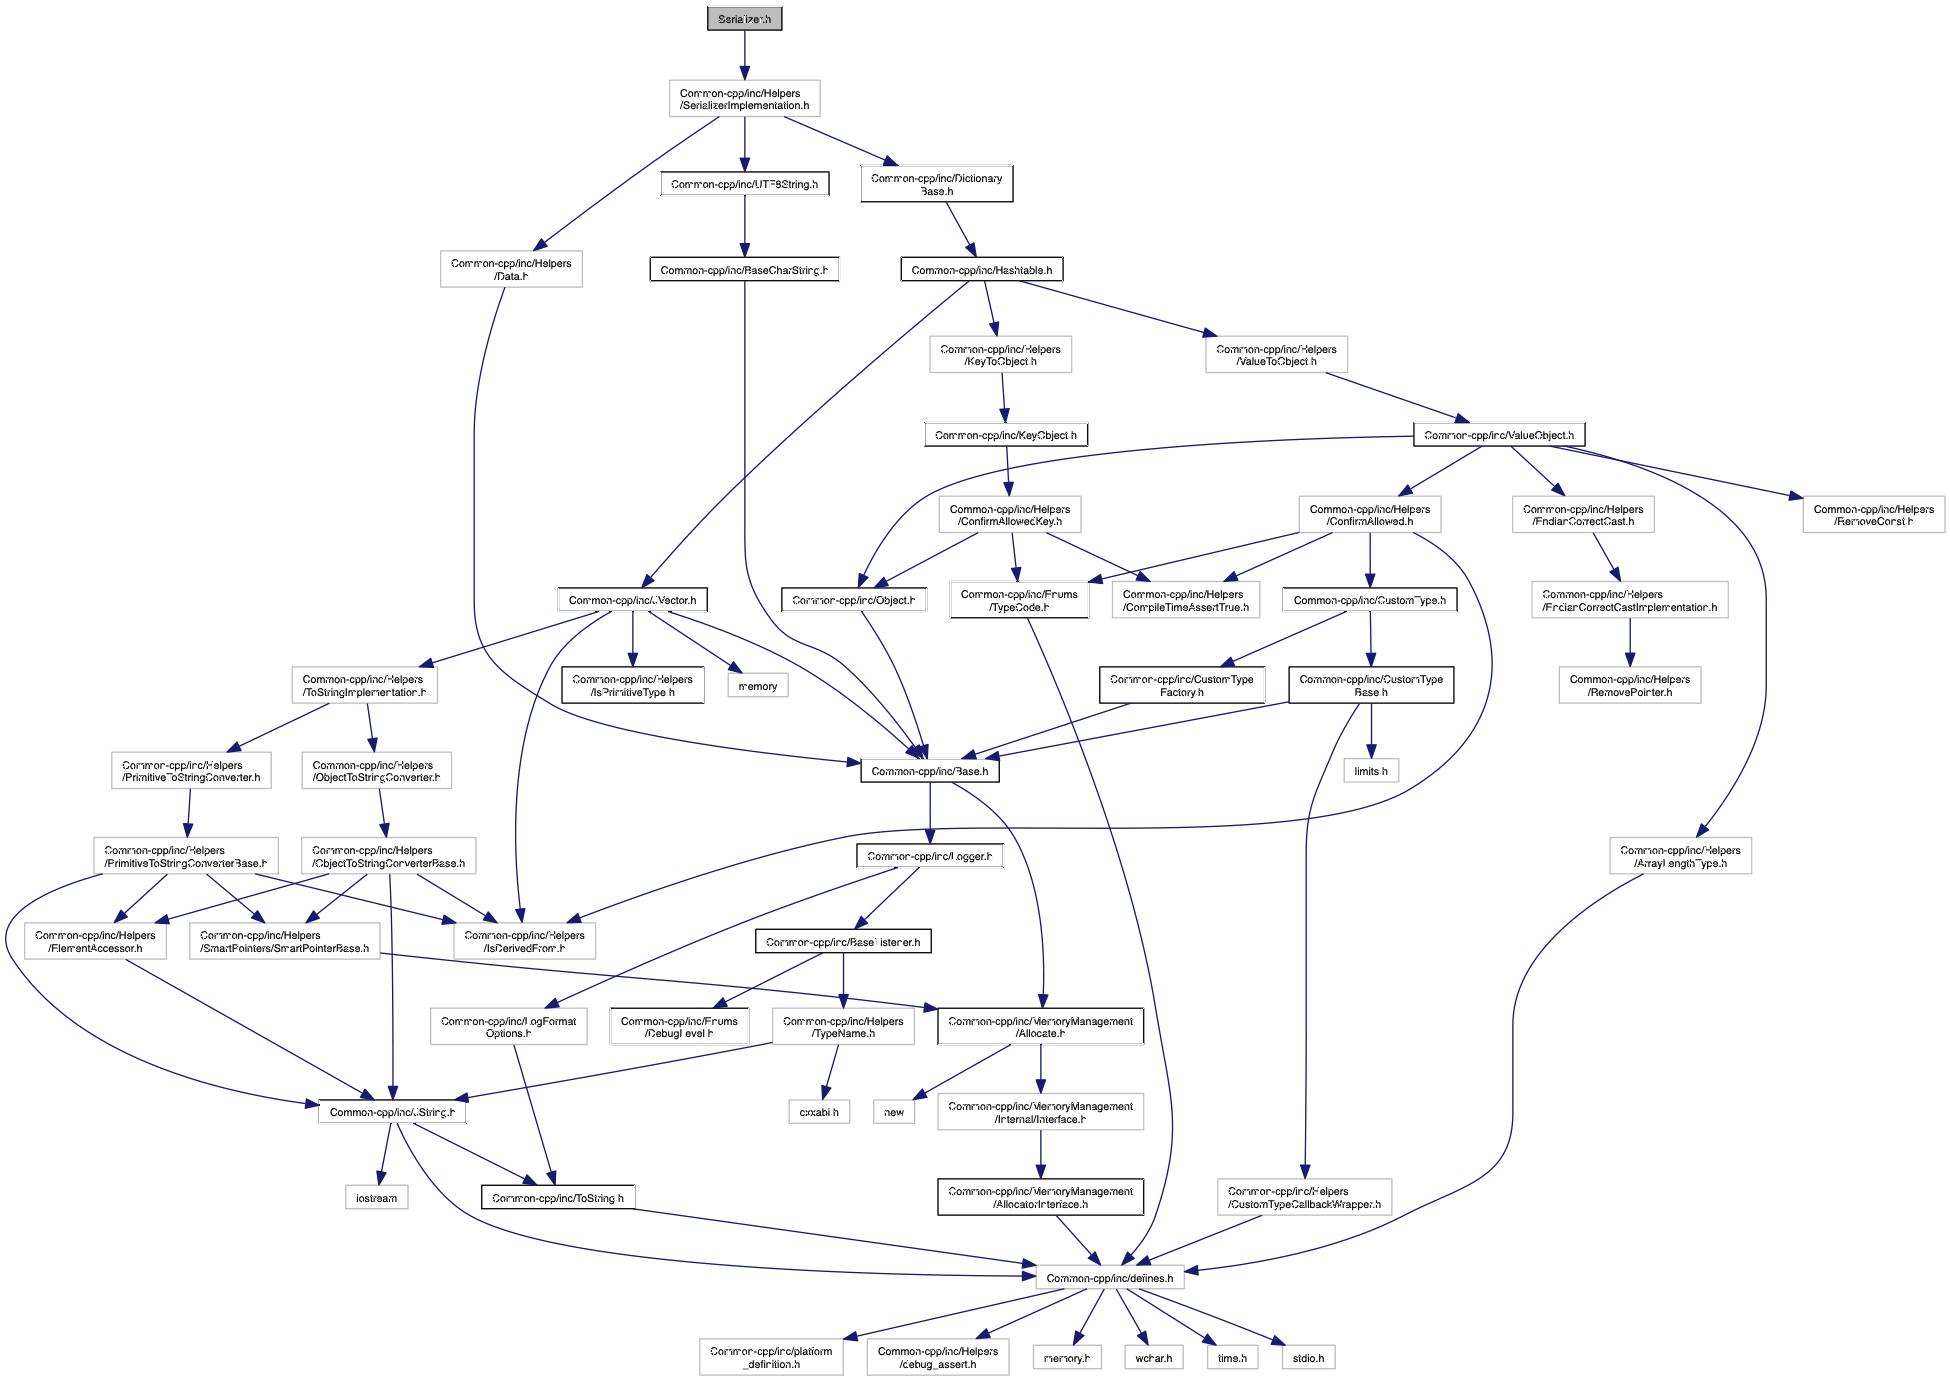 Serializer.h
Common-cpp/inc/Helpers
/SerializerImplementation.h
Common-cpp/inc/UTF8String.h
Common-cpp/inc/Dictionary
Base.h
Common-cpp/inc/Helpers
/Data.h
Common-cpp/inc/BaseCharString.h
Common-cpp/inc/Hashtable.h
Common-cpp/inc/Helpers
/KeyToObject.h
Common-cpp/inc/Helpers
/ValueToObject.h
Common-cpp/inc/KeyObject.h
Common-cpp/inc/ValueObject.h
Common-cpp/inc/Helpers
/ConfirmAllowedKey.h
Common-cpp/inc/Helpers
/ConfirmAllowed.h
Common-cpp/inc/Helpers
/EndianCorrectCast.h
Common-cpp/inc/Helpers
/RemoveConst.h
Common-cpp/inc/JVector.h
Common-cpp/inc/Object.h
Common-cpp/inc/Enums
/TypeCode.h
Common-cpp/inc/Helpers
/CompileTimeAssertTrue.h
Common-cpp/inc/CustomType.h
Common-cpp/inc/Helpers
/EndianCorrectCastImplementation.h
Common-cpp/inc/Helpers
/ToStringImplementation.h
Common-cpp/inc/Helpers
/IsPrimitiveType.h
memory
Common-cpp/inc/CustomType
Factory.h
Common-cpp/inc/CustomType
Base.h
Common-cpp/inc/Helpers
/RemovePointer.h
Common-cpp/inc/Helpers
/PrimitiveToStringConverter.h
Common-cpp/inc/Helpers
/ObjectToStringConverter.h
Common-cpp/inc/Base.h
limits.h
Common-cpp/inc/Helpers
/PrimitiveToStringConverterBase.h
Common-cpp/inc/Helpers
/ObjectToStringConverterBase.h
Common-cpp/inc/Logger.h
Common-cpp/inc/Helpers
/ArrayLengthType.h
Common-cpp/inc/Helpers
/ElementAccessor.h
Common-cpp/inc/Helpers
/SmartPointers/SmartPointerBase.h
Common-cpp/inc/Helpers
/IsDerivedFrom.h
Common-cpp/inc/BaseListener.h
Common-cpp/inc/LogFormat
Options.h
Common-cpp/inc/Enums
/DebugLevel.h
Common-cpp/inc/Helpers
/TypeName.h
Common-cpp/inc/MemoryManagement
/Allocate.h
Common-cpp/inc/JString.h
cxxabi.h
new
Common-cpp/inc/MemoryManagement
/Internal/Interface.h
iostream
Common-cpp/inc/ToString.h
Common-cpp/inc/MemoryManagement
/AllocatorInterface.h
Common-cpp/inc/Helpers
/CustomTypeCallbackWrapper.h
Common-cpp/inc/defines.h
Common-cpp/inc/platform
_definition.h
Common-cpp/inc/Helpers
/debug_assert.h
memory.h
wchar.h
time.h
stdio.h